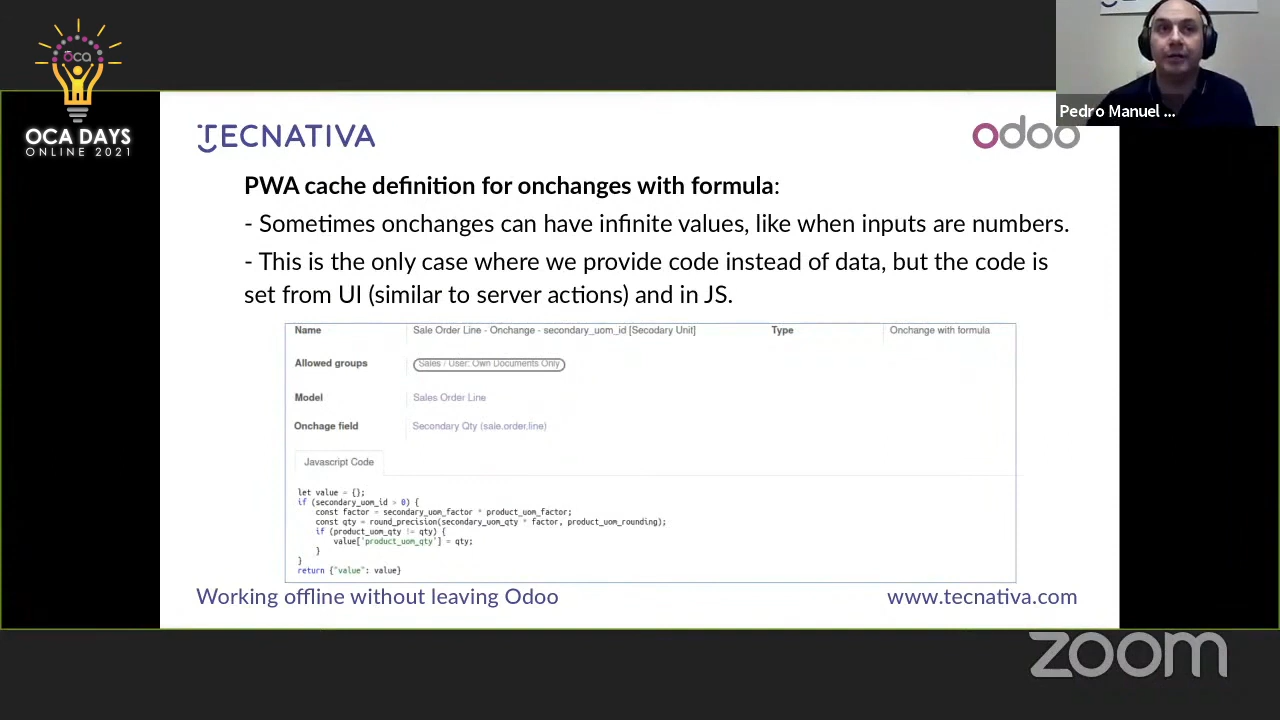 oca
OCA DAYS
ONLINE 2021
Pedro Manuel ...
TECNATIVA
odoo
PWA cache definition for onchanges with formula:
- Sometimes onchanges can have infinite values, like when inputs are numbers.
- This is the only case where we provide code instead of data, but the code is
set from UI (similar to server actions) and in JS.
Name Sale Order Line - Onchange - secondary_uom_id [Secodary Unit] Type Onchange with formula
Allowed groups Sales / User: Own Documents Only
Model Sales Order Line
Onchage field Secondary Qty (sale.order.line)
Javascript Code
let value = {};
if (secondary_uom_id > 0) {
const factor = secondary_uom_factor * product_uom_factor;
const qty = round_precision(secondary_uom_qty * factor, product_uom_rounding);
if (product_uom_qty != qty) {
value['product_uom_qty'] = qty;
}
}
return {"value": value}
Working offline without leaving Odoo
www.tecnativa.com
zoom